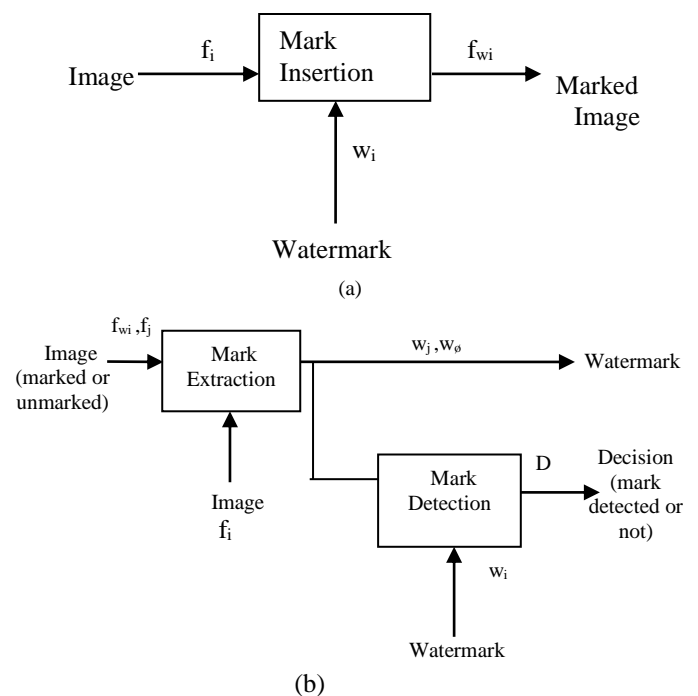 f_i
Mark
Insertion
f_wi
Image
Marked
Image
w_i
Watermark
(a)
f_wi ,f_j
Image
(marked or
unmarked)
Mark
Extraction
w_j ,w_ø
Watermark
Image
f_i
Mark
Detection
D
Decision
(mark
detected or
not)
w_i
Watermark
(b)